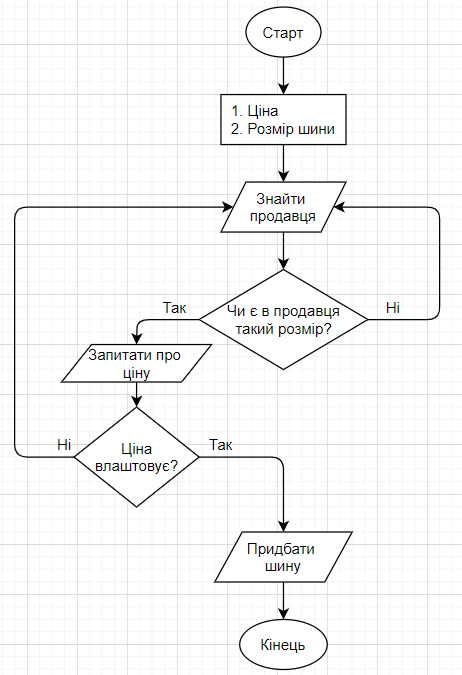 Старт
1. Ціна
2. Розмір шини
Знайти
продавця
Чи є в продавця
такий розмір?
Так
Ні
Запитати про
ціну
Ціна
влаштовує?
Ні
Так
Придбати
шину
Кінець